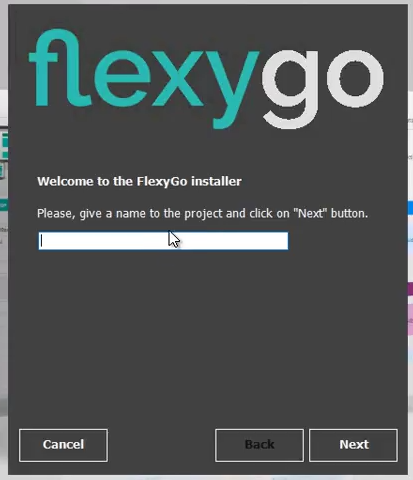 flexygo
Welcome to the FlexyGo installer
Please, give a name to the project and click on "Next" button.
Cancel
Back
Next